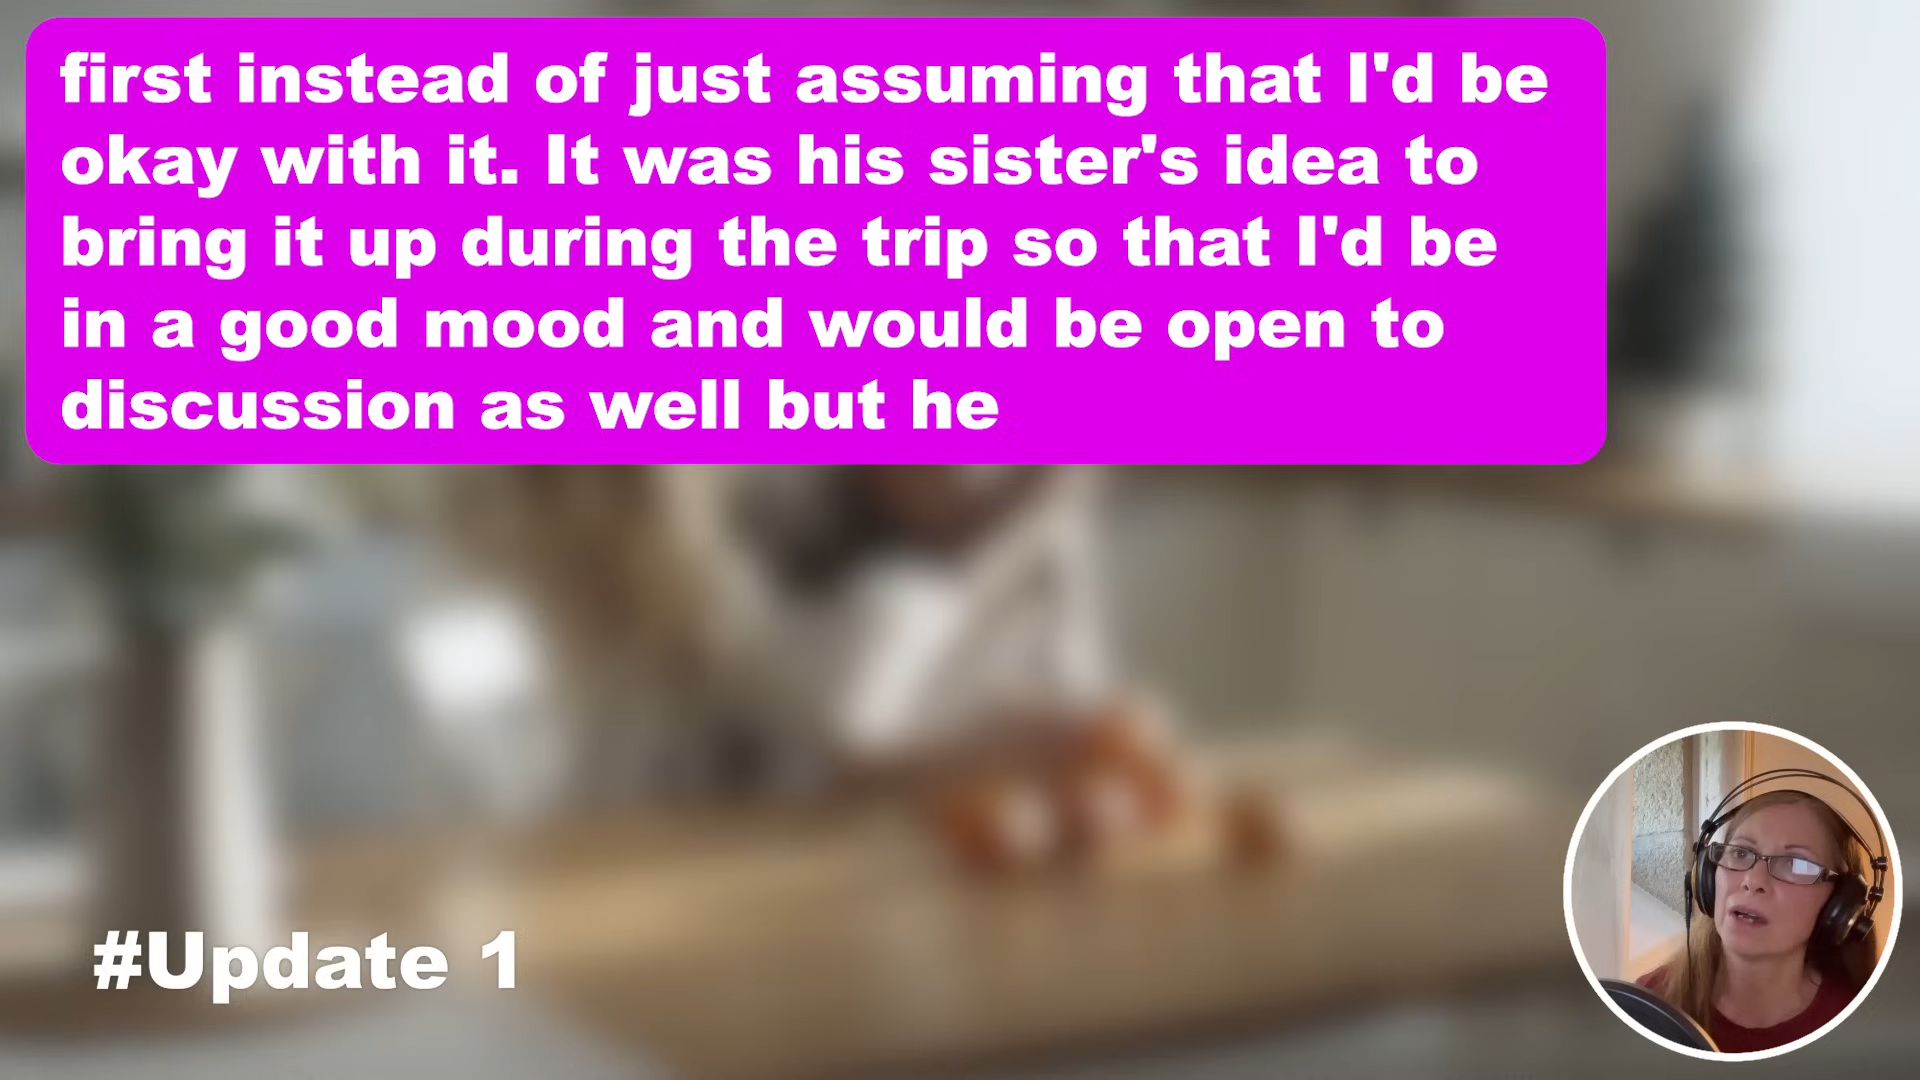 first instead of just assuming that I'd be
okay with it. It was his sister's idea to
bring it up during the trip so that I'd be
in a good mood and would be open to
discussion as well but he
#Update 1